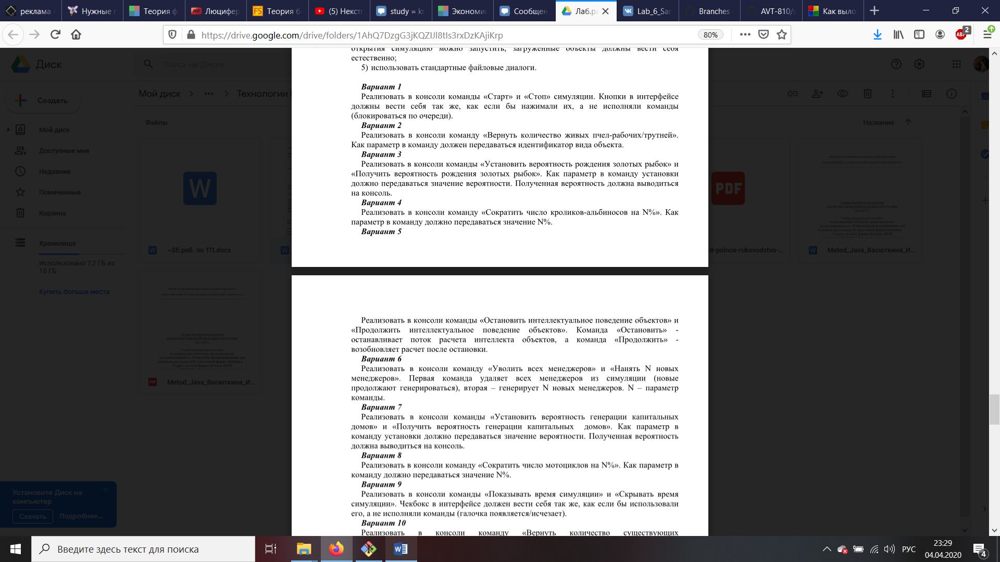 реклама
Нужные г
Теория ф
Люцифер
Теория б
(5) Некст
study = kr
Экономик
Сообщен
Лаб.ра
Lab_6_Sar
Branches
AVT-810/s
Как выло
https://drive.google.com/drive/folders/1AhQ7DzgG3jKQZIJl8tIs3rxDzKAjiKrp
80%
ABP
2
Диск
Поиск на Диске
Создать
Мой диск
Технологии
Файлы
Название
Мой диск
Доступные мне
Недавние
Помеченные
Корзина
Хранилище
Использовано 7,2 ГБ из
15 ГБ
Купить больше места
~$б.раб. по ТП.docx
-8-polnoe-rukovodstvo-...
Metod_Java_Васюткина_И...
Metod_Java_Васюткина_И...
PDF
W
Установите Диск на
компьютер
Скачать
Подробнее...
открытия симуляцию можно запустить, загруженные объекты должны вести себя
естественно;
5) использовать стандартные файловые диалоги.
Вариант 1
Реализовать в консоли команды «Старт» и «Стоп» симуляции. Кнопки в интерфейсе
должны вести себя так же, как если бы нажимали их, а не исполняли команды
(блокироваться по очереди).
Вариант 2
Реализовать в консоли команду «Вернуть количество живых пчел-рабочих/трутней».
Как параметр в команду должен передаваться идентификатор вида объекта.
Вариант 3
Реализовать в консоли команды «Установить вероятность рождения золотых рыбок» и
«Получить вероятность рождения золотых рыбок». Как параметр в команду установки
должно передаваться значение вероятности. Полученная вероятность должна выводиться
на консоль.
Вариант 4
Реализовать в консоли команду «Сократить число кроликов-альбиносов на N%». Как
параметр в команду должно передаваться значение N%.
Вариант 5
Реализовать в консоли команды «Остановить интеллектуальное поведение объектов» и
«Продолжить интеллектуальное поведение объектов». Команда «Остановить» -
останавливает поток расчета интеллекта объектов, а команда «Продолжить» -
возобновляет расчет после остановки.
Вариант 6
Реализовать в консоли команду «Уволить всех менеджеров» и «Нанять N новых
менеджеров». Первая команда удаляет всех менеджеров из симуляции (новые
продолжают генерироваться), вторая – генерирует N новых менеджеров. N – параметр
команды.
Вариант 7
Реализовать в консоли команды «Установить вероятность генерации капитальных
домов» и «Получить вероятность генерации капитальных домов». Как параметр в
команду установки должно передаваться значение вероятности. Полученная вероятность
должна выводиться на консоль.
Вариант 8
Реализовать в консоли команду «Сократить число мотоциклов на N%». Как параметр в
команду должно передаваться значение N%.
Вариант 9
Реализовать в консоли команды «Показывать время симуляции» и «Скрывать время
симуляции». Чекбокс в интерфейсе должен вести себя так же, как если бы использовали
его, а не исполняли команды (галочка появляется/исчезает).
Вариант 10
Реализовать в консоли команду «Вернуть количество существующих
Введите здесь текст для поиска
РУС
23:29
04.04.2020
4